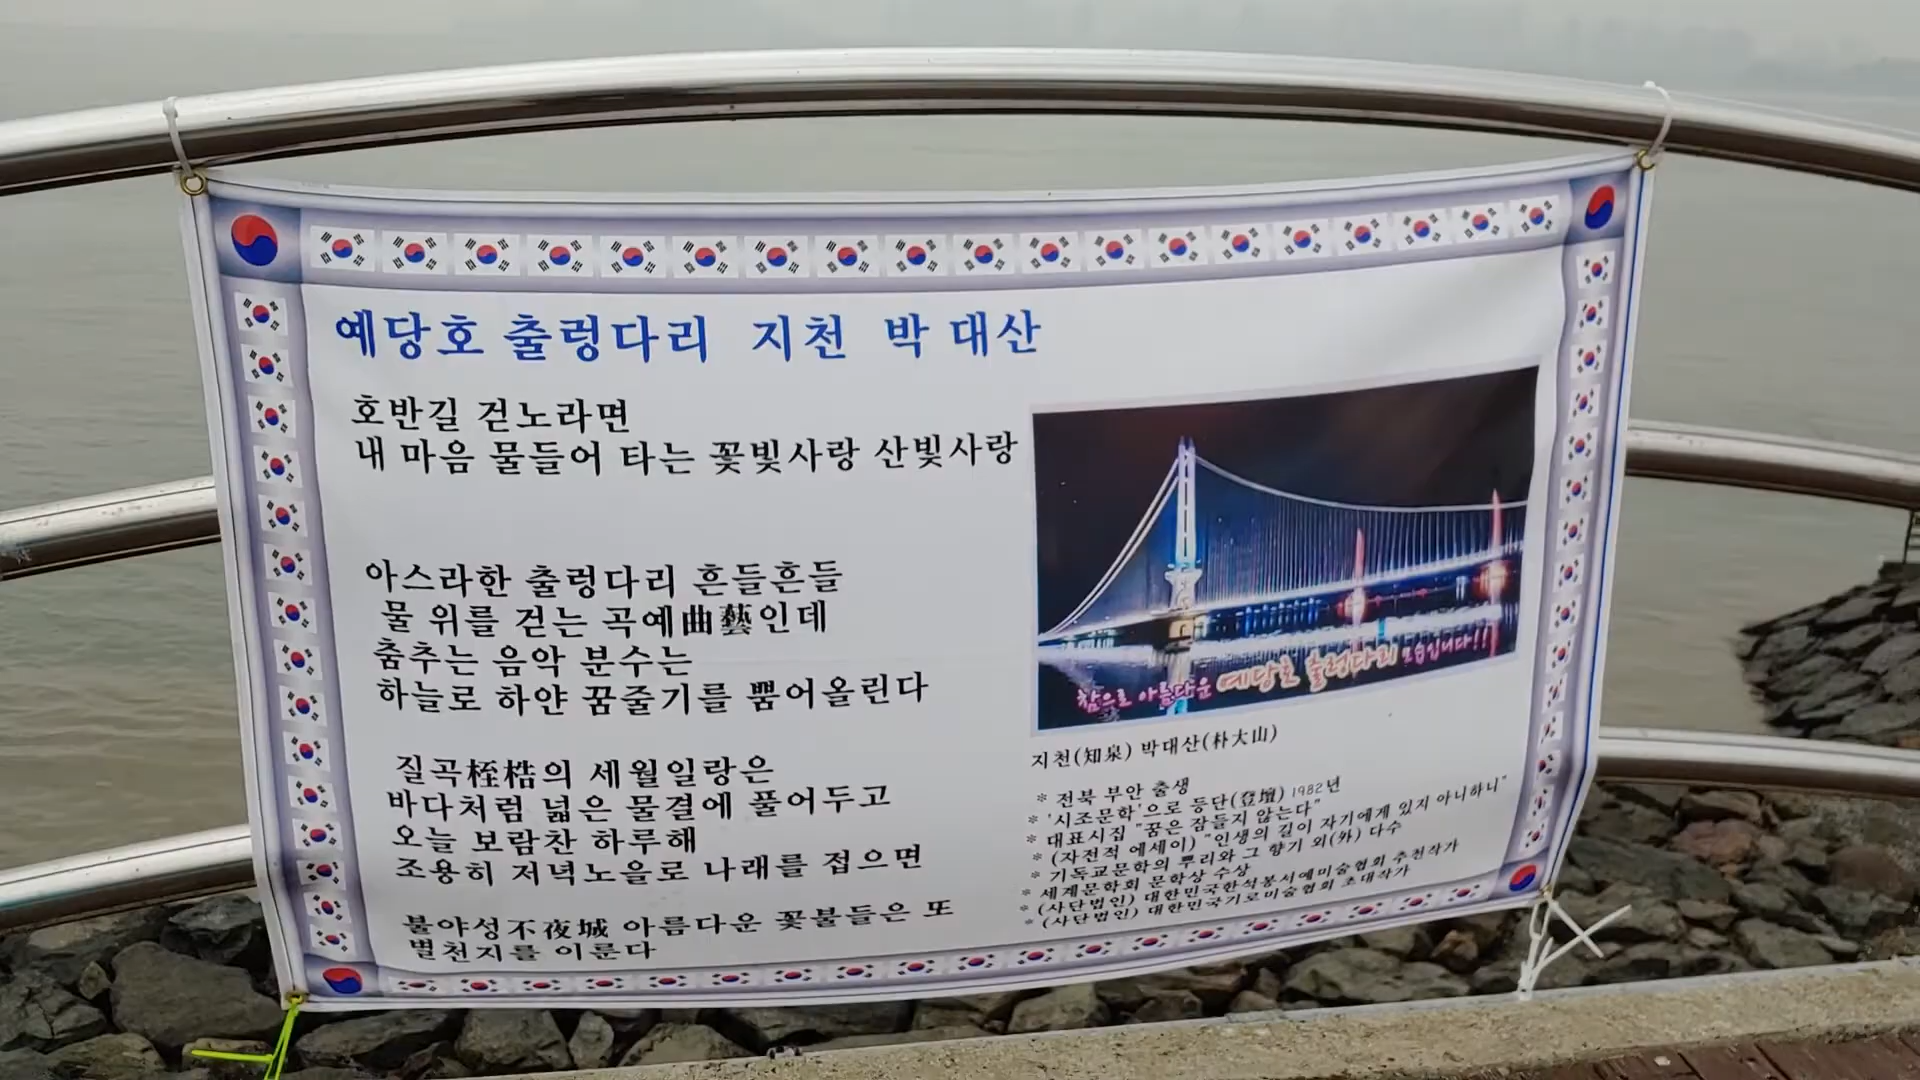 예당호 출렁다리 지천 박 대산
호반길 걷노라면
내 마음 물들어 타는 꽃빛사랑 산빛사랑
아스라한 출렁다리 흔들흔들
물 위를 걷는 곡예曲藝인데
춤추는 음악 분수는
하늘로 하얀 꿈줄기를 뿜어올린다
질곡桎梏의 세월일랑은
바다처럼 넓은 물결에 풀어두고
오늘 보람찬 하루해
조용히 저녁노을로 나래를 접으면
불야성不夜城 아름다운 꽃불들은 또
별천지를 이룬다
참으로 아름다운 예당호 출렁다리 모습입니다!!
지천(知泉) 박대산(朴大山)
* 전북 부안 출생
* '시조문학'으로 등단(登壇) 1982년
* 대표시집 "꿈은 잠들지 않는다"
* (자전적 에세이) "인생의 길이 자기에게 있지 아니하니"
* 기독교문학의 뿌리와 그 향기 외(外) 다수
* 세계문학회 문학상 수상
* (사단법인) 대한민국한석봉서예미술협회 추천작가
* (사단법인) 대한민국기로미술협회 초대작가